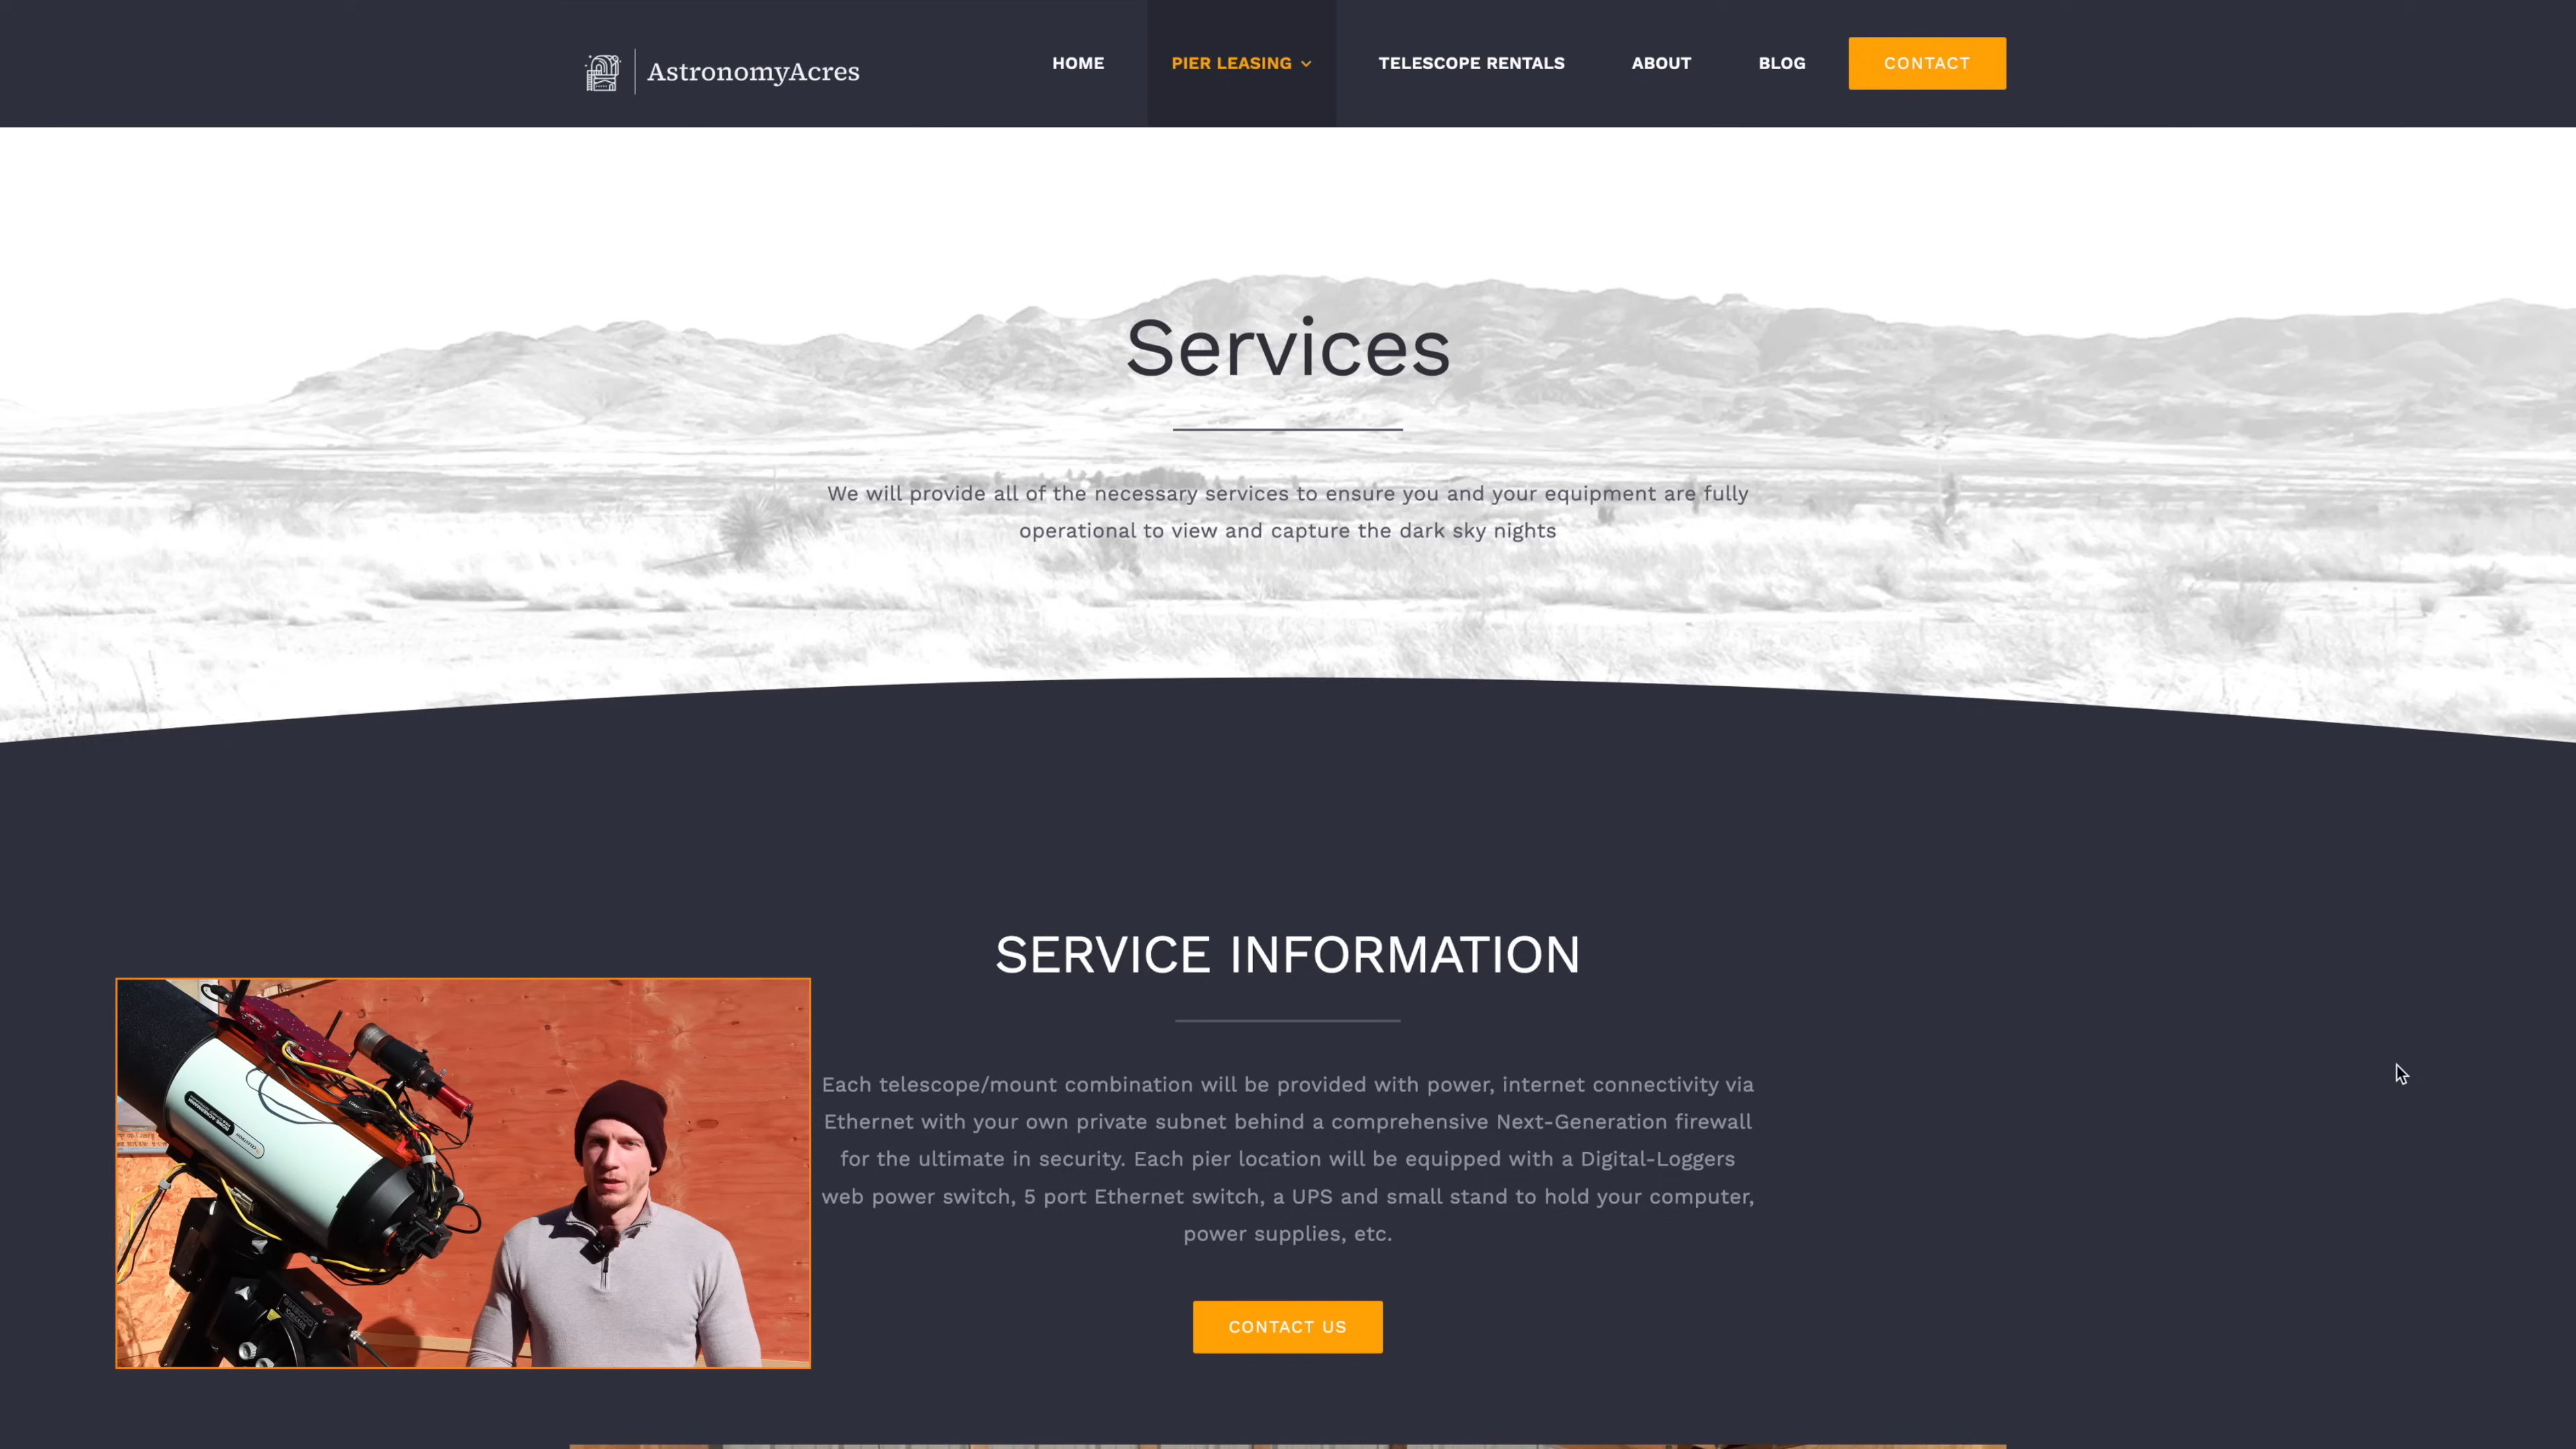 AstronomyAcres
HOME
PIER LEASING
TELESCOPE RENTALS
ABOUT
BLOG
CONTACT
Services
We will provide all of the necessary services to ensure you and your equipment are fully
operational to view and capture the dark sky nights
SERVICE INFORMATION
Each telescope/mount combination will be provided with power, internet connectivity via
Ethernet with your own private subnet behind a comprehensive Next-Generation firewall
for the ultimate in security. Each pier location will be equipped with a Digital-Loggers
web power switch, 5 port Ethernet switch, a UPS and small stand to hold your computer,
power supplies, etc.
CONTACT US